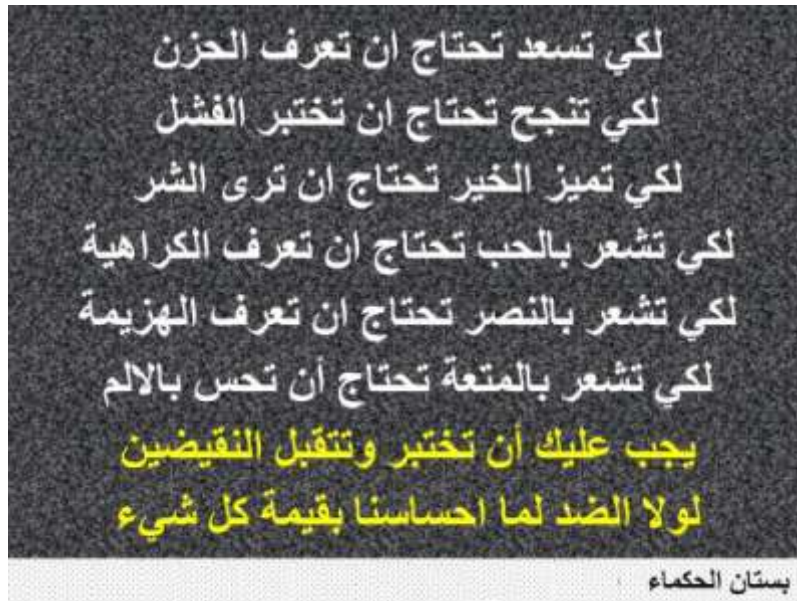 لكي تسعد تحتاج ان تعرف الحزن
لكي تنجح تحتاج ان تختبر الفشل
لكي تميز الخير تحتاج ان ترى الشر
لكي تشعر بالحب تحتاج ان تعرف الكراهية
لكي تشعر بالنصر تحتاج ان تعرف الهزيمة
لكي تشعر بالمتعة تحتاج أن تحس بالالم
يجب عليك أن تختبر وتتقبل النقيضين
لولا الضد لما احساسنا بقيمة كل شيء
بستان الحكماء